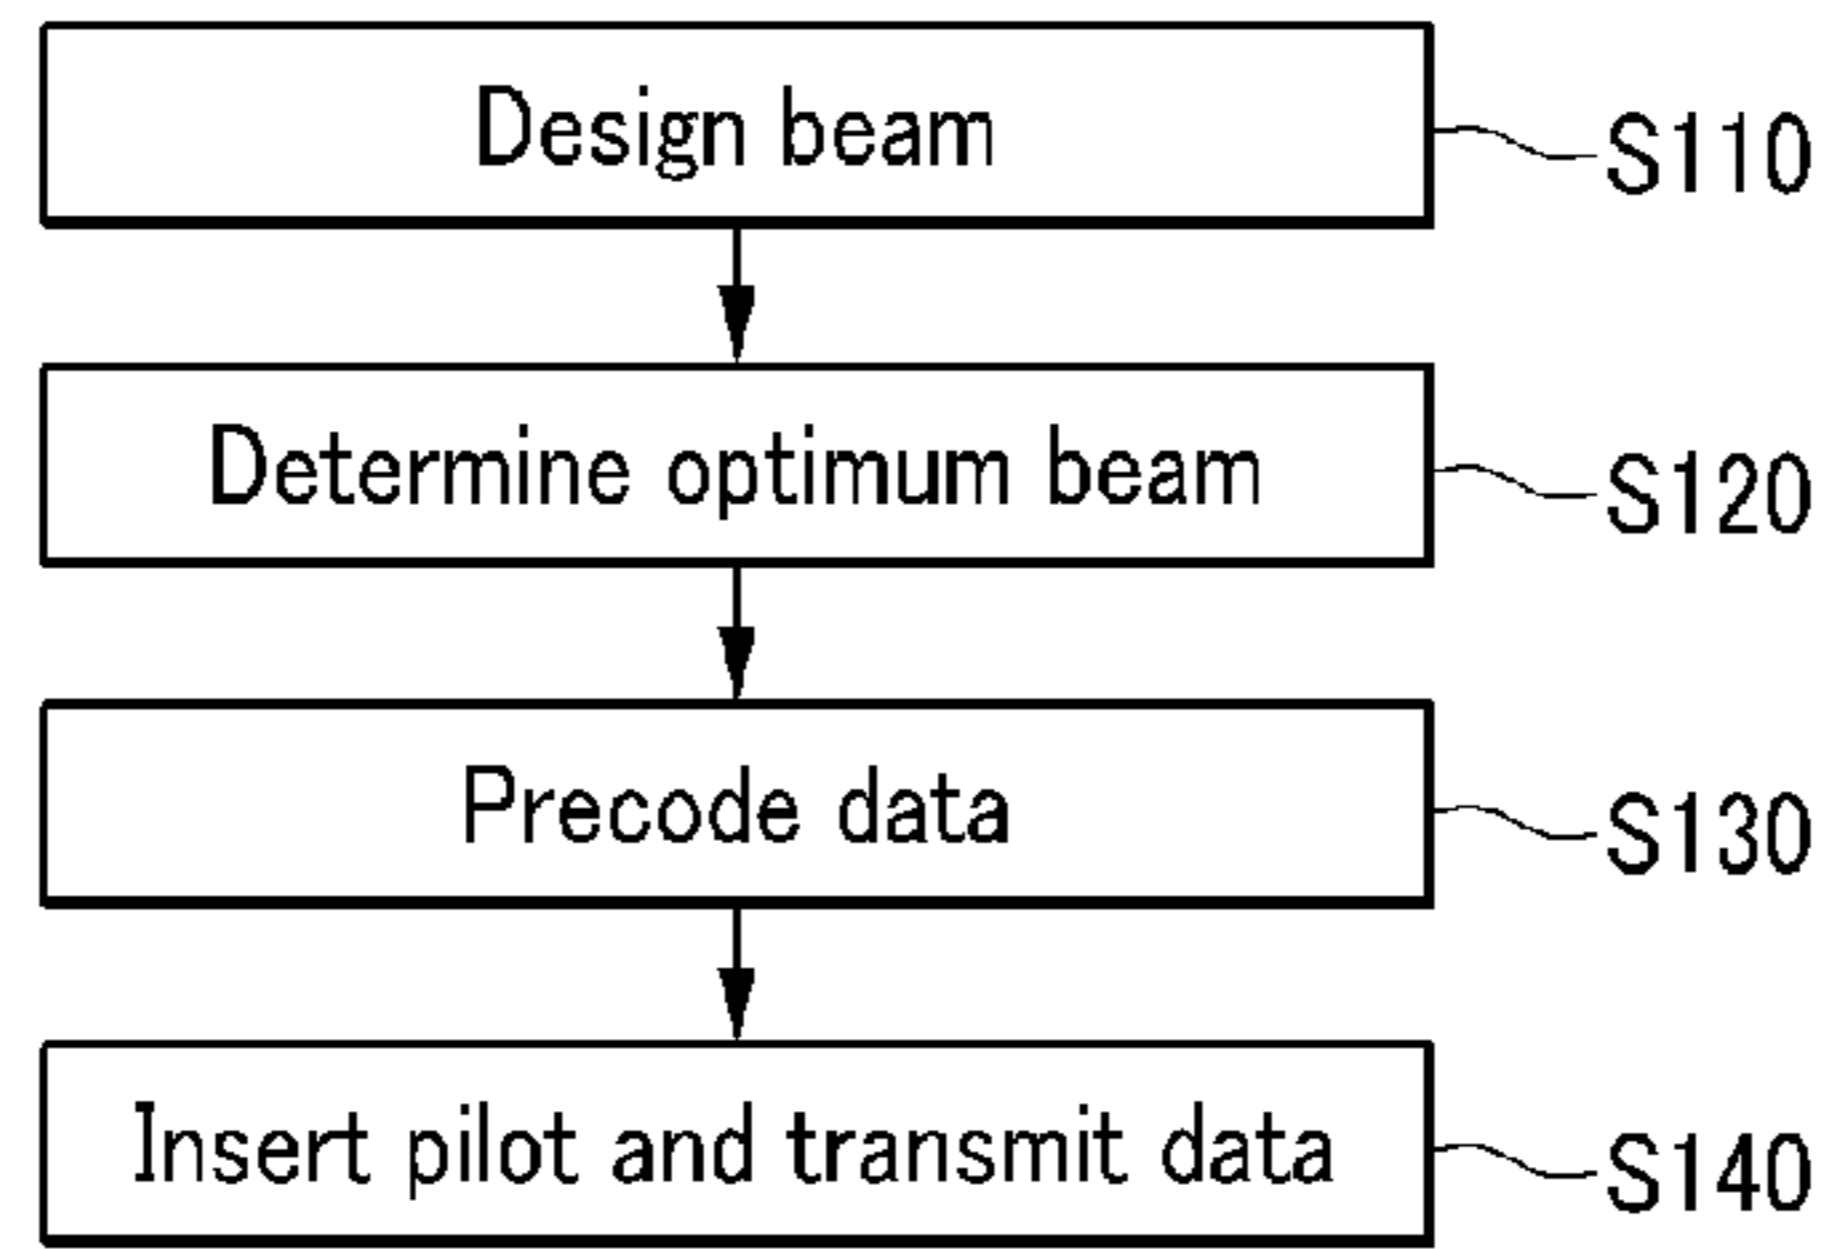 Design beam
S110
Determine optimum beam
S120
Precode data
S130
Insert pilot and transmit data
S140